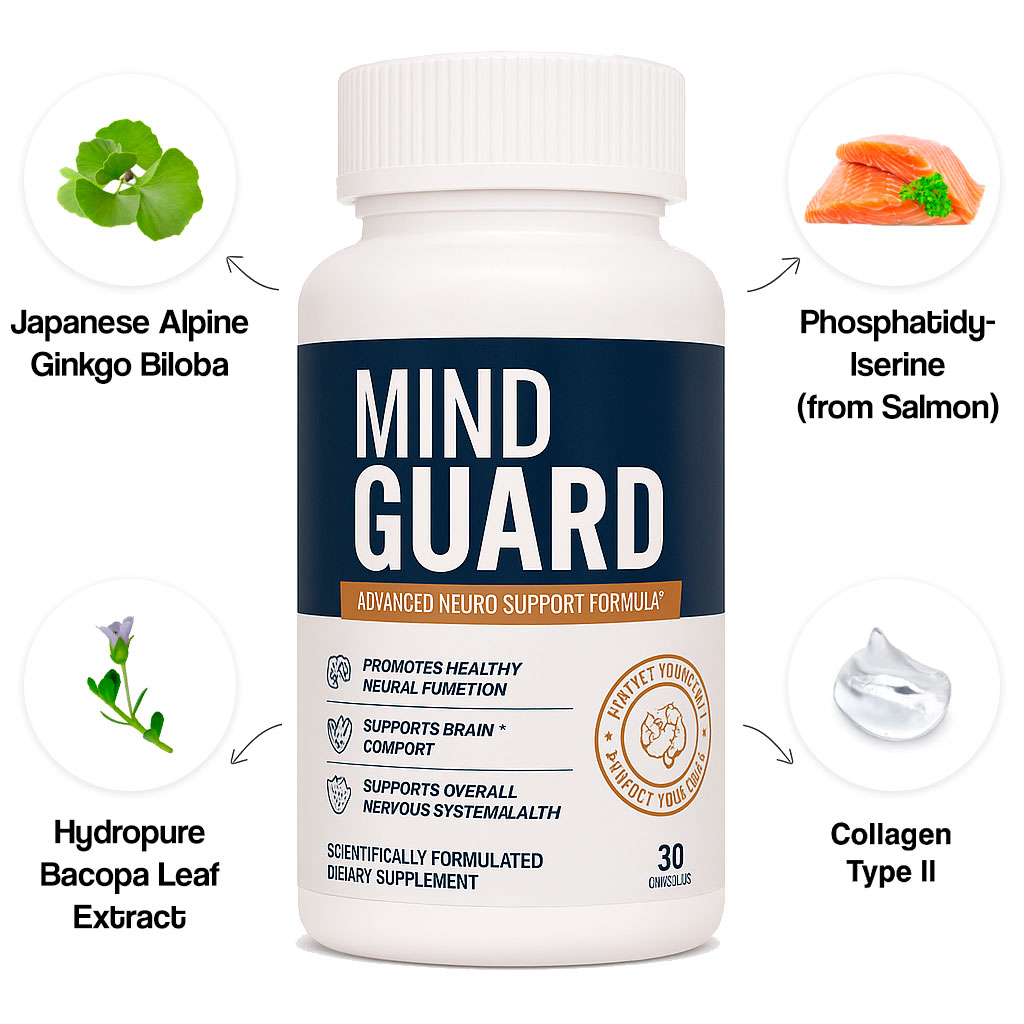 Japanese Alpine
Ginkgo Biloba
Phosphatidy-
lserine
(from Salmon)
MIND
GUARD
ADVANCED NEURO SUPPORT FORMULA
PROMOTES HEALTHY
NEURAL FUMETION
SUPPORTS BRAIN *
COMPORT
SUPPORTS OVERALL
NERVOUS SYSTEMALALTH
SCIENTIFICALLY FORMULATED
DIEIARY SUPPLEMENT
30
Hydropure
Bacopa Leaf
Extract
Collagen
Type II